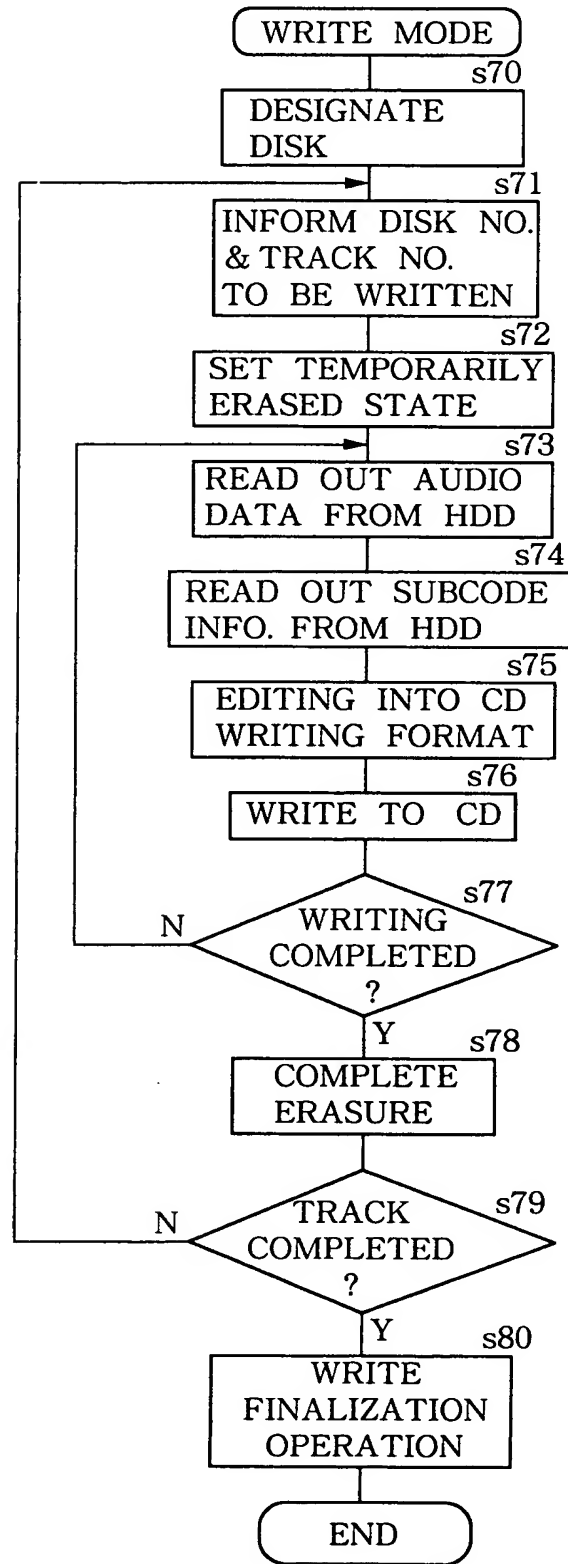 WRITE MODE
s70
DESIGNATE
DISK
s71
INFORM DISK NO.
& TRACK NO.
TO BE WRITTEN
s72
SET TEMPORARILY
ERASED STATE
s73
READ OUT AUDIO
DATA FROM HDD
s74
READ OUT SUBCODE
INFO. FROM HDD
s75
EDITING INTO CD
WRITING FORMAT
s76
WRITE TO CD
s77
N
WRITING
COMPLETED
?
Y
s78
COMPLETE
ERASURE
s79
N
TRACK
COMPLETED
?
Y
s80
WRITE
FINALIZATION
OPERATION
END